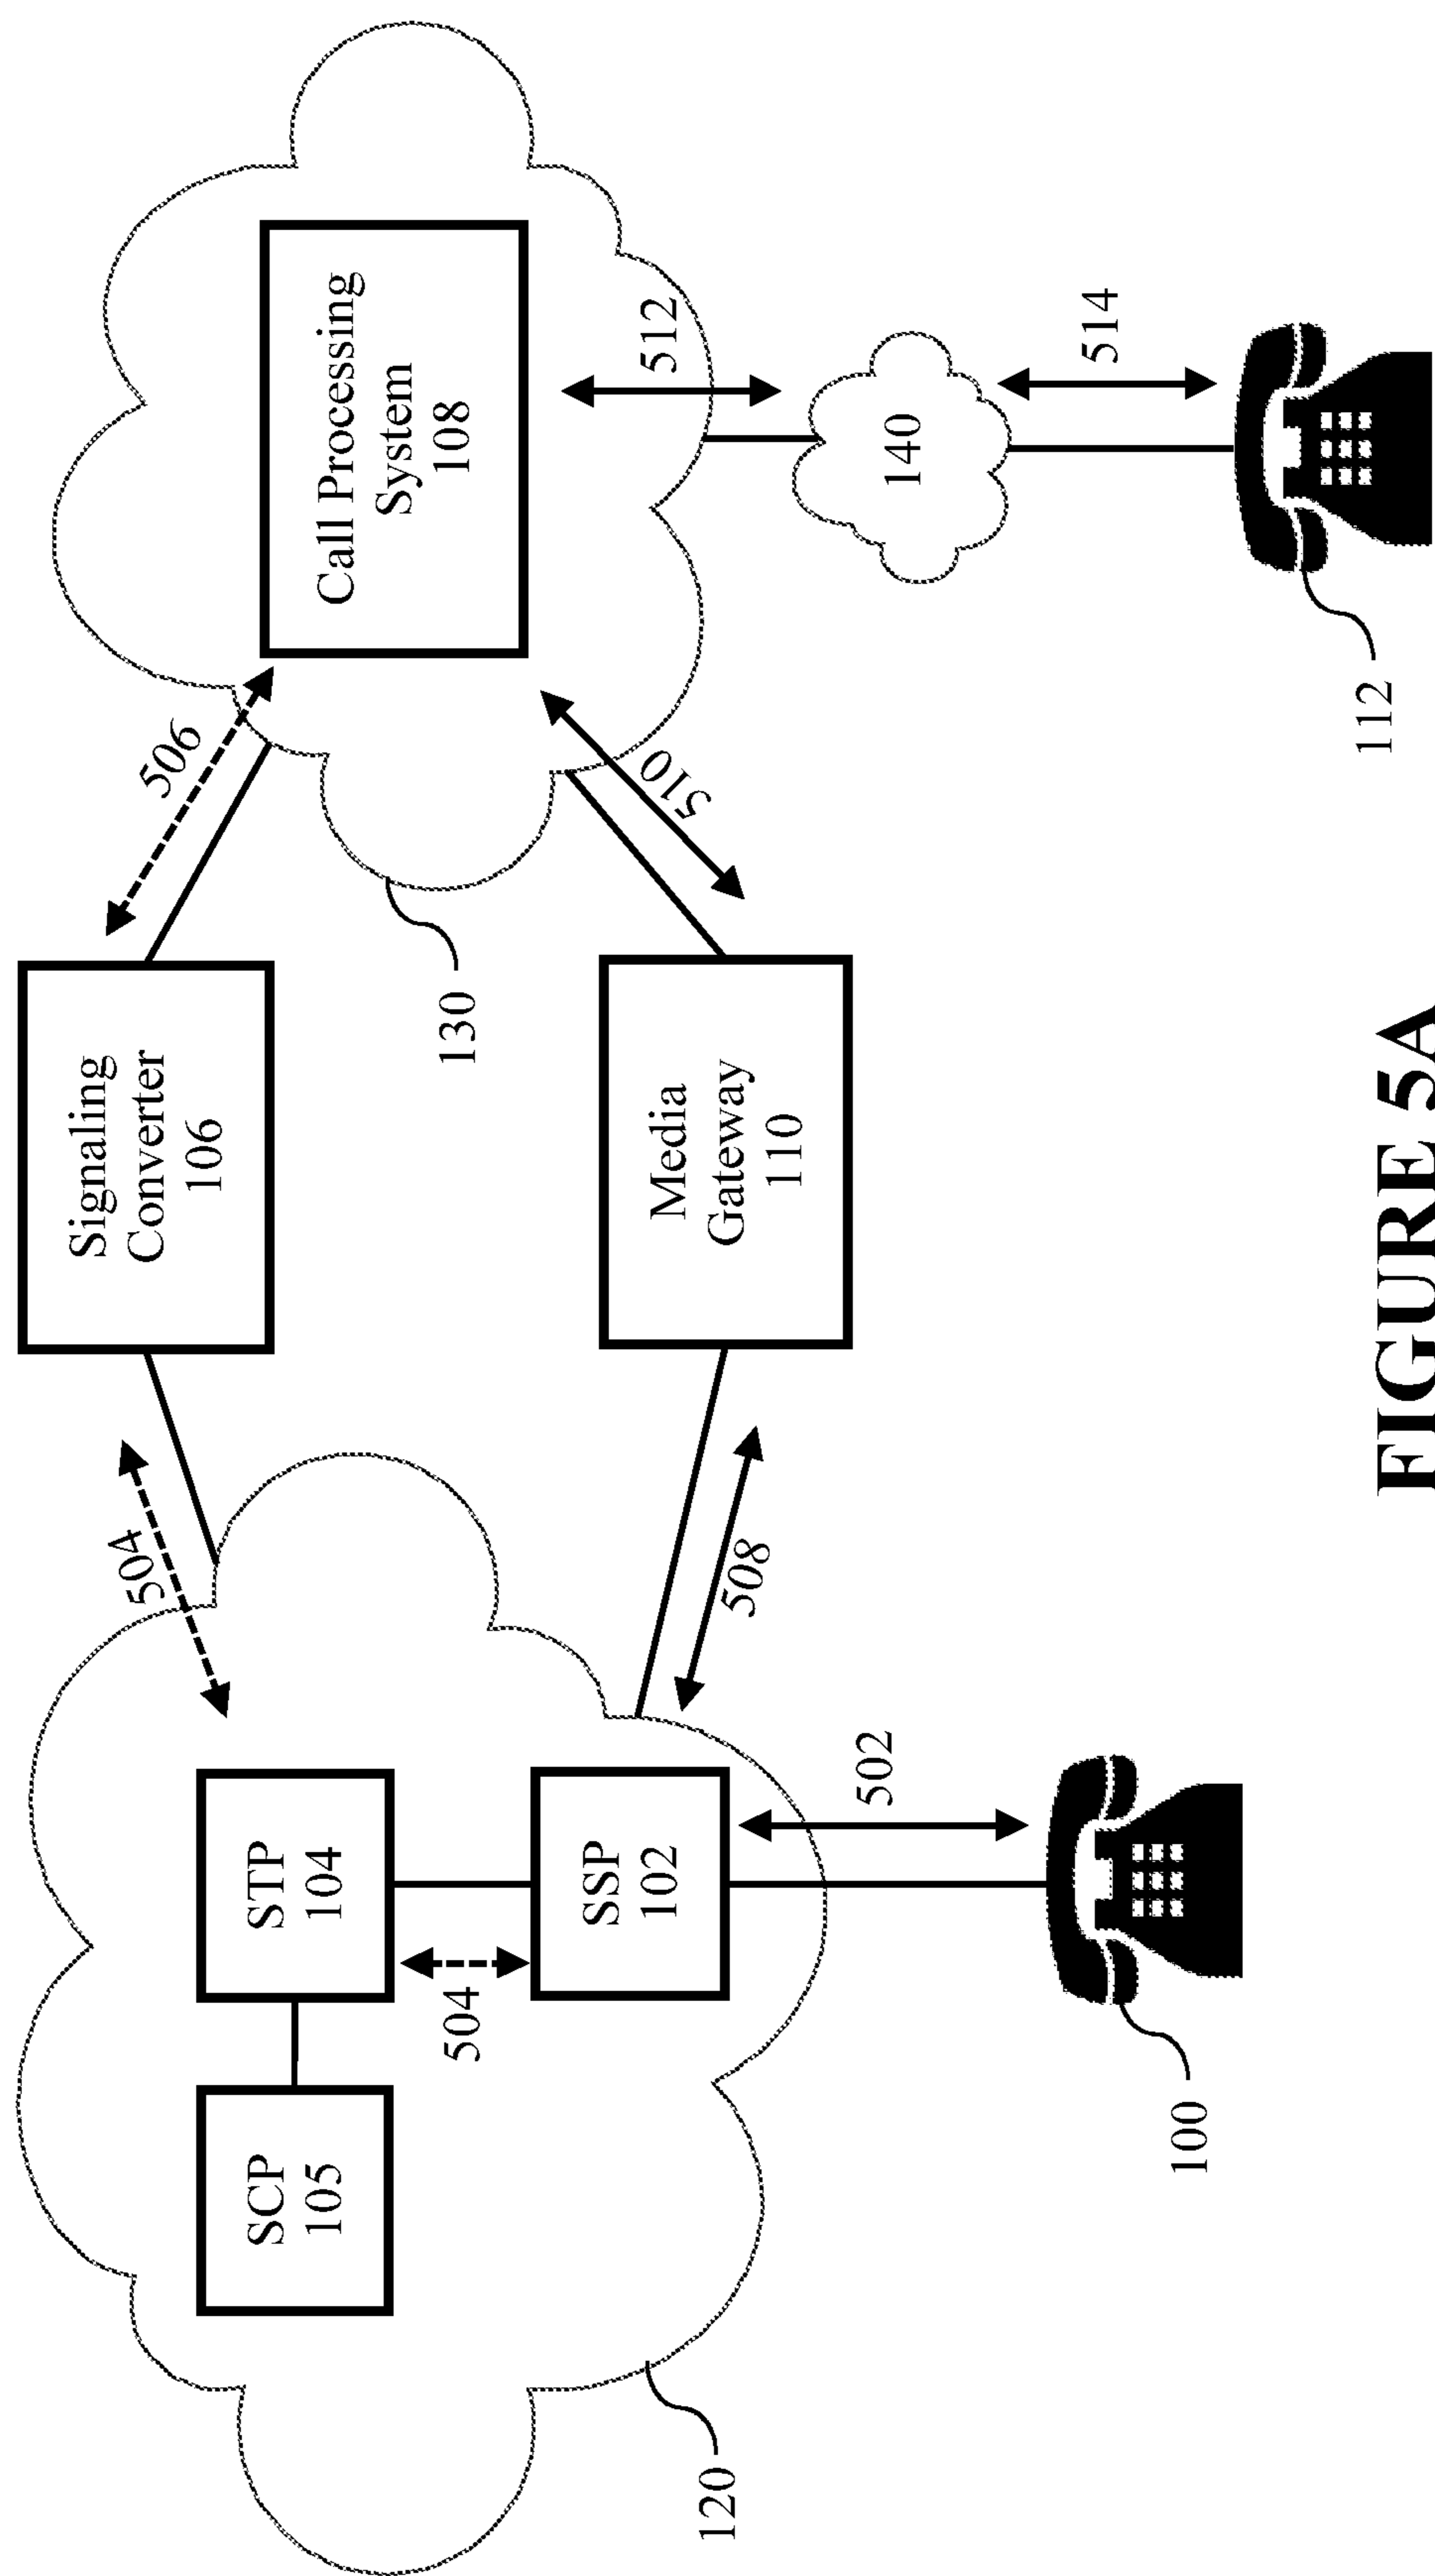 SCP
105
STP
104
504
SSP
102
504
502
508
100
120
Signaling
Converter
106
Media
Gateway
110
130
506
510
Call Processing
System
108
512
140
514
112
FIGURE 5A